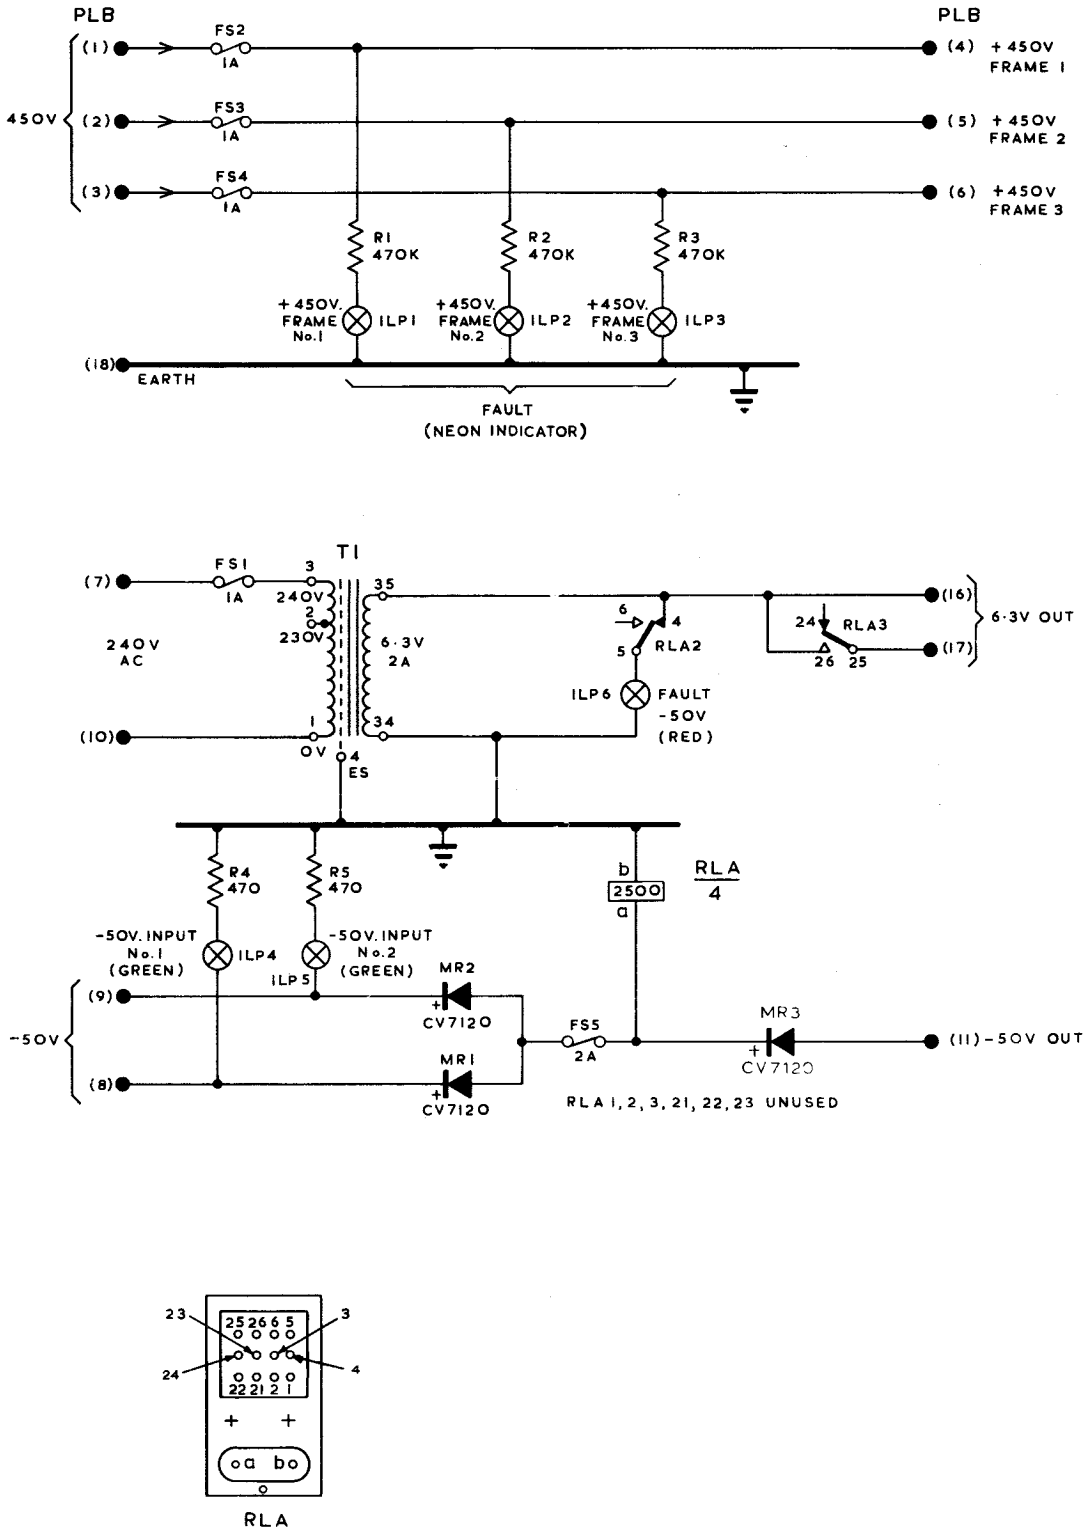 PLB
PLB
(1)
FS2
1A
(4) +450V
FRAME 1
450V
(2)
FS3
1A
(5) +450V
FRAME 2
(3)
FS4
1A
(6) +450V
FRAME 3
R1
470K
R2
470K
R3
470K
+450V.
FRAME
No.1
ILP1
+450V.
FRAME
No.2
ILP2
+450V.
FRAME
No.3
ILP3
(18)
EARTH
FAULT
(NEON INDICATOR)
T1
(7)
FS1
1A
3
240V
2
230V
240V
AC
35
6·3V
2A
6
4
5
RLA2
24
RLA3
26
25
(16)
6·3V OUT
(17)
ILP6
FAULT
-50V
(RED)
(10)
1
0V
34
4
ES
R4
470
R5
470
b
2500
a
RLA
4
-50V. INPUT
No.1
(GREEN)
ILP4
-50V. INPUT
No.2
(GREEN)
ILP5
-50V
(9)
MR2
+
CV7120
FS5
2A
MR3
+
CV7120
(11) -50V OUT
(8)
MR1
+
CV7120
RLA 1, 2, 3, 21, 22, 23 UNUSED
23
3
25 26 6 5
24
4
22 21 2 1
+ +
a b
RLA